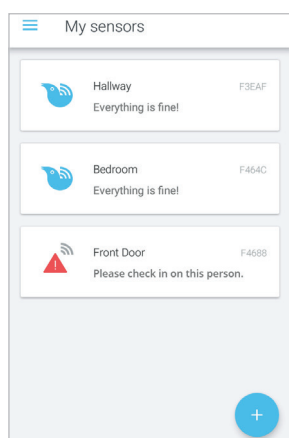 My sensors
Hallway F3EAF
Everything is fine!
Bedroom F464C
Everything is fine!
Front Door F4688
Please check in on this person.